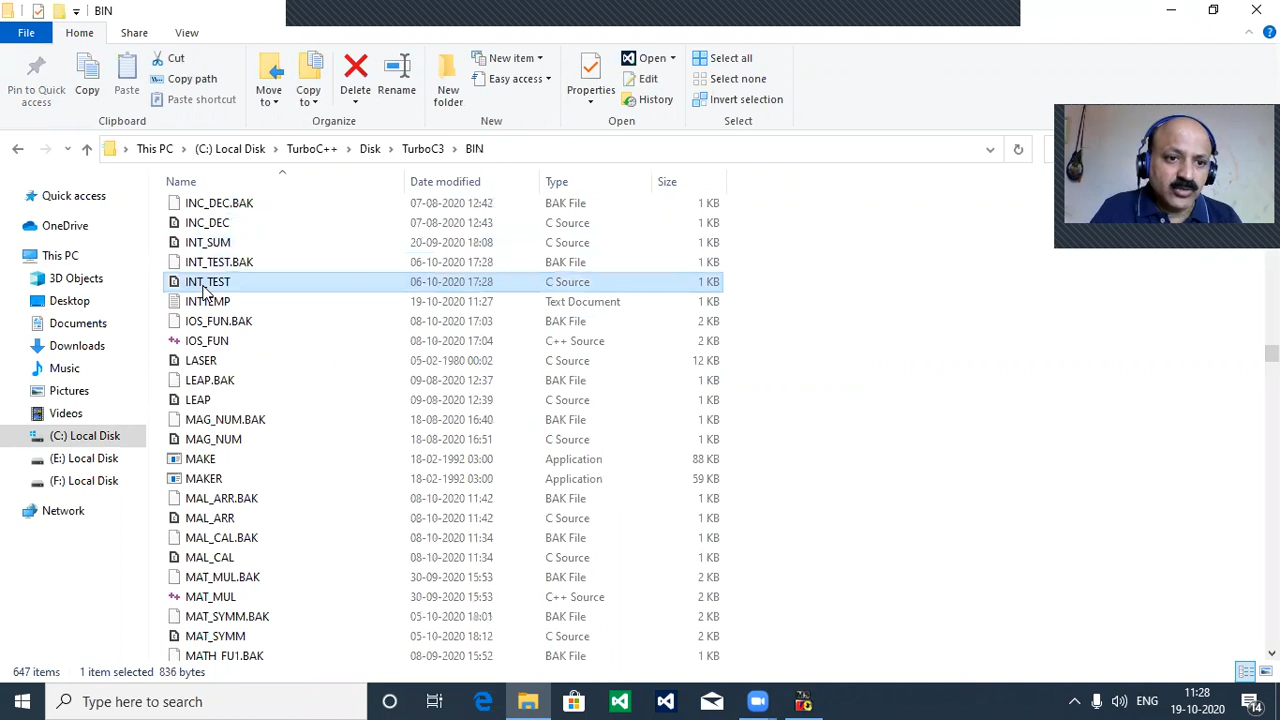 BIN
File Home Share View
Pin to Quick access
Copy
Paste
Cut
Copy path
Paste shortcut
Clipboard
Move to
Copy to
Delete
Rename
Organize
New folder
New item
Easy access
New
Properties
Open
Edit
History
Open
Select all
Select none
Invert selection
Select
This PC > (C:) Local Disk > TurboC++ > Disk > TurboC3 > BIN
Quick access
OneDrive
This PC
3D Objects
Desktop
Documents
Downloads
Music
Pictures
Videos
(C:) Local Disk
(E:) Local Disk
(F:) Local Disk
Network
Name Date modified Type Size
INC_DEC.BAK 07-08-2020 12:42 BAK File 1 KB
INC_DEC 07-08-2020 12:43 C Source 1 KB
INT_SUM 20-09-2020 18:08 C Source 1 KB
INT_TEST.BAK 06-10-2020 17:28 BAK File 1 KB
INT_TEST 06-10-2020 17:28 C Source 1 KB
19-10-2020 11:27 Text Document 1 KB
IOS_FUN.BAK 08-10-2020 17:03 BAK File 2 KB
IOS_FUN 08-10-2020 17:04 C++ Source 2 KB
LASER 05-02-1980 00:02 C Source 12 KB
LEAP.BAK 09-08-2020 12:37 BAK File 1 KB
LEAP 09-08-2020 12:39 C Source 1 KB
MAG_NUM.BAK 18-08-2020 16:40 BAK File 1 KB
MAG_NUM 18-08-2020 16:51 C Source 1 KB
MAKE 18-02-1992 03:00 Application 88 KB
MAKER 18-02-1992 03:00 Application 59 KB
MAL_ARR.BAK 08-10-2020 11:42 BAK File 1 KB
MAL_ARR 08-10-2020 11:42 C Source 1 KB
MAL_CAL.BAK 08-10-2020 11:34 BAK File 1 KB
MAL_CAL 08-10-2020 11:34 C Source 1 KB
MAT_MUL.BAK 30-09-2020 15:53 BAK File 2 KB
MAT_MUL 30-09-2020 15:53 C++ Source 2 KB
MAT_SYMM.BAK 05-10-2020 18:01 BAK File 2 KB
MAT_SYMM 05-10-2020 18:12 C Source 2 KB
MATH_FU1.BAK 08-09-2020 15:52 BAK File 1 KB
647 items 1 item selected 836 bytes
Type here to search
ENG
11:28
19-10-2020
14